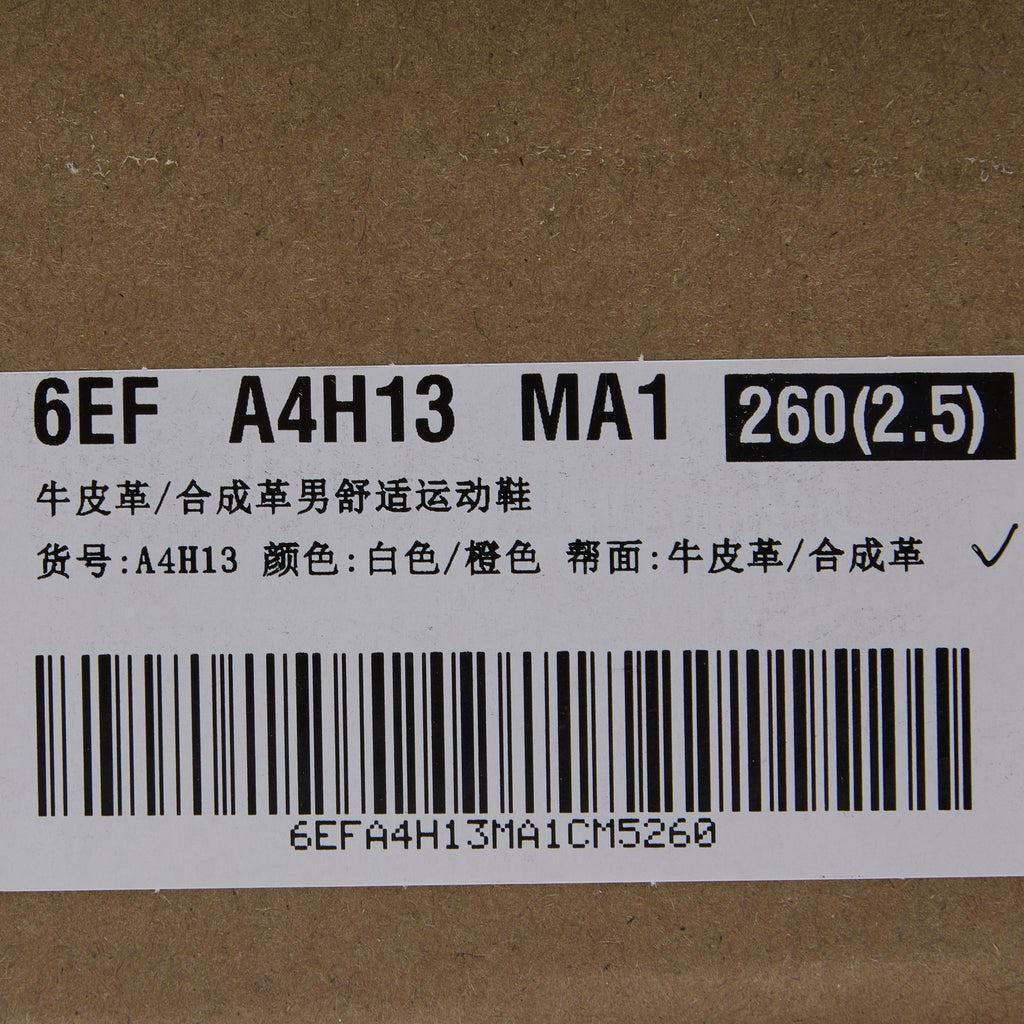 6EF A4H13 MA1 260(2.5)
牛皮革/合成革男舒适运动鞋
货号:A4H13 颜色:白色/橙色 帮面:牛皮革/合成革
6EFA4H13MA1CM5260